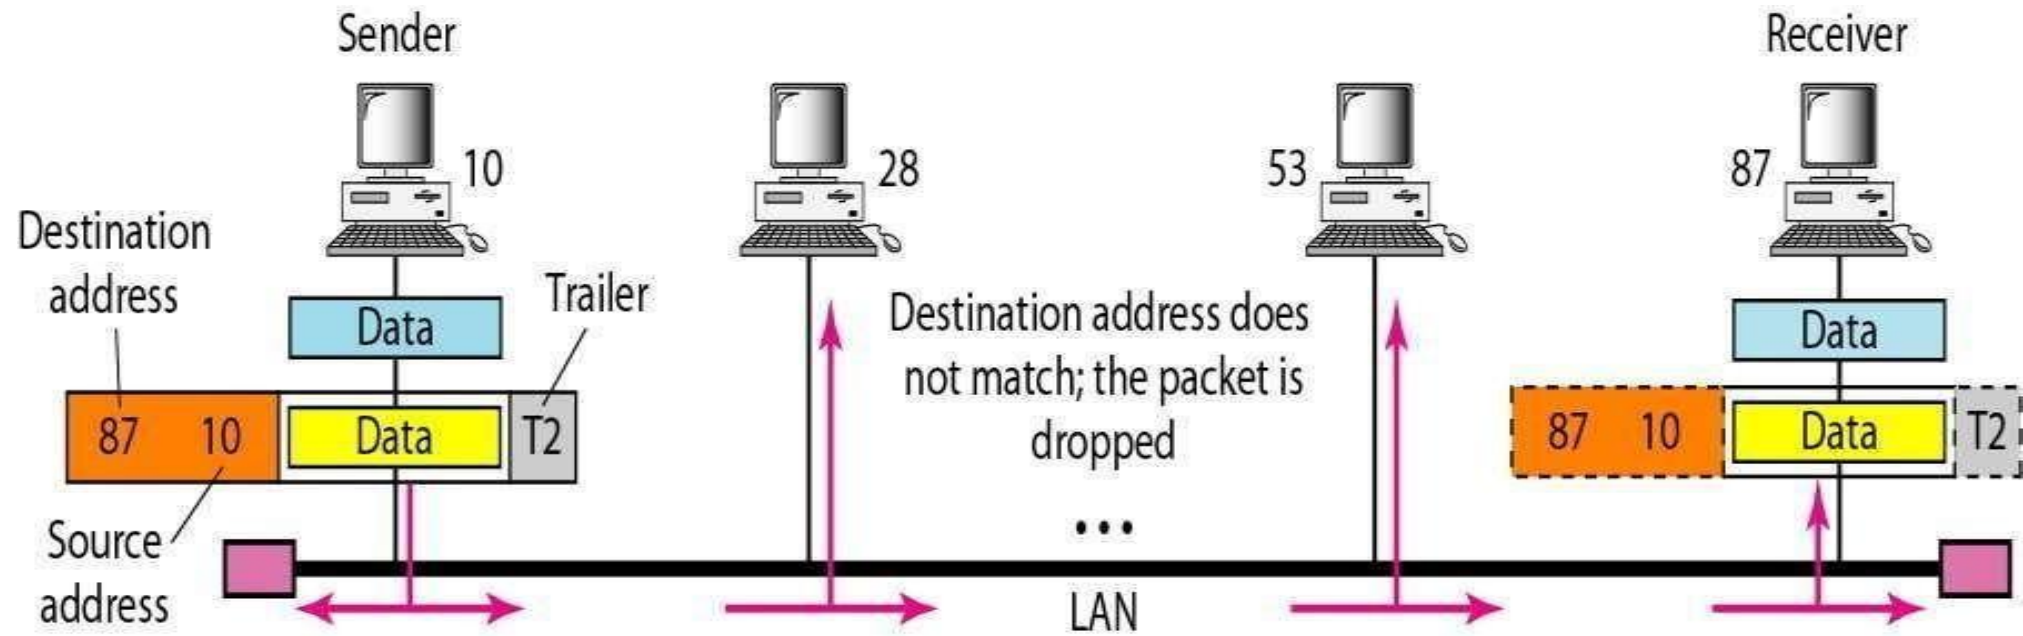 Sender
Receiver
10
28
53
87
Destination
address
Trailer
Data
Destination address does
not match; the packet is
dropped
Data
87 10
Data
T2
87 10
Data
T2
Source
address
...
LAN